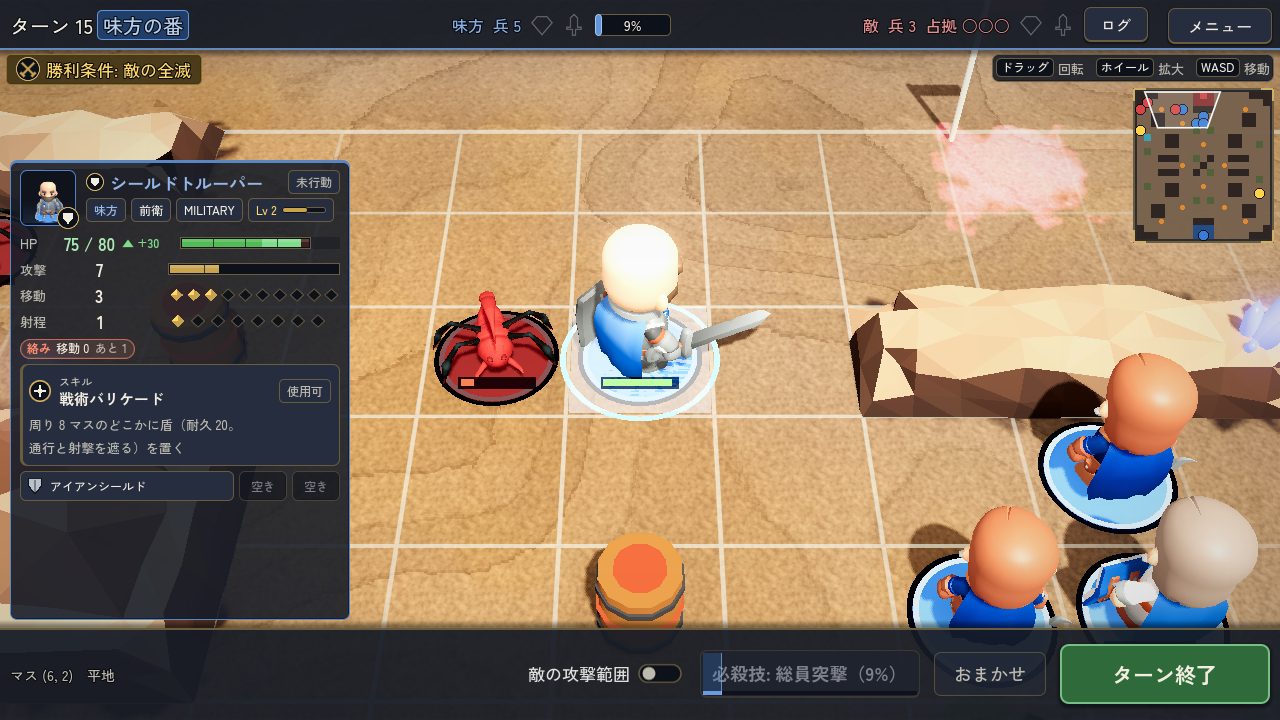 ターン 15 味方の番
味方 兵 5
9%
敵 兵 3 占拠 〇〇〇
ログ
メニュー
勝利条件: 敵の全滅
ドラッグ 回転 ホイール 拡大 WASD 移動
シールドトルーパー
未行動
味方 前衛 MILITARY Lv 2
HP 75 / 80 ▲ +30
攻撃 7
移動 3
射程 1
絡み 移動 0 あと 1
スキル
戦術バリケード
使用可
周り 8 マスのどこかに盾（耐久 20。
通行と射撃を遮る）を置く
アイアンシールド
空き
空き
マス (6, 2) 平地
敵の攻撃範囲
必殺技: 総員突撃（9%）
おまかせ
ターン終了